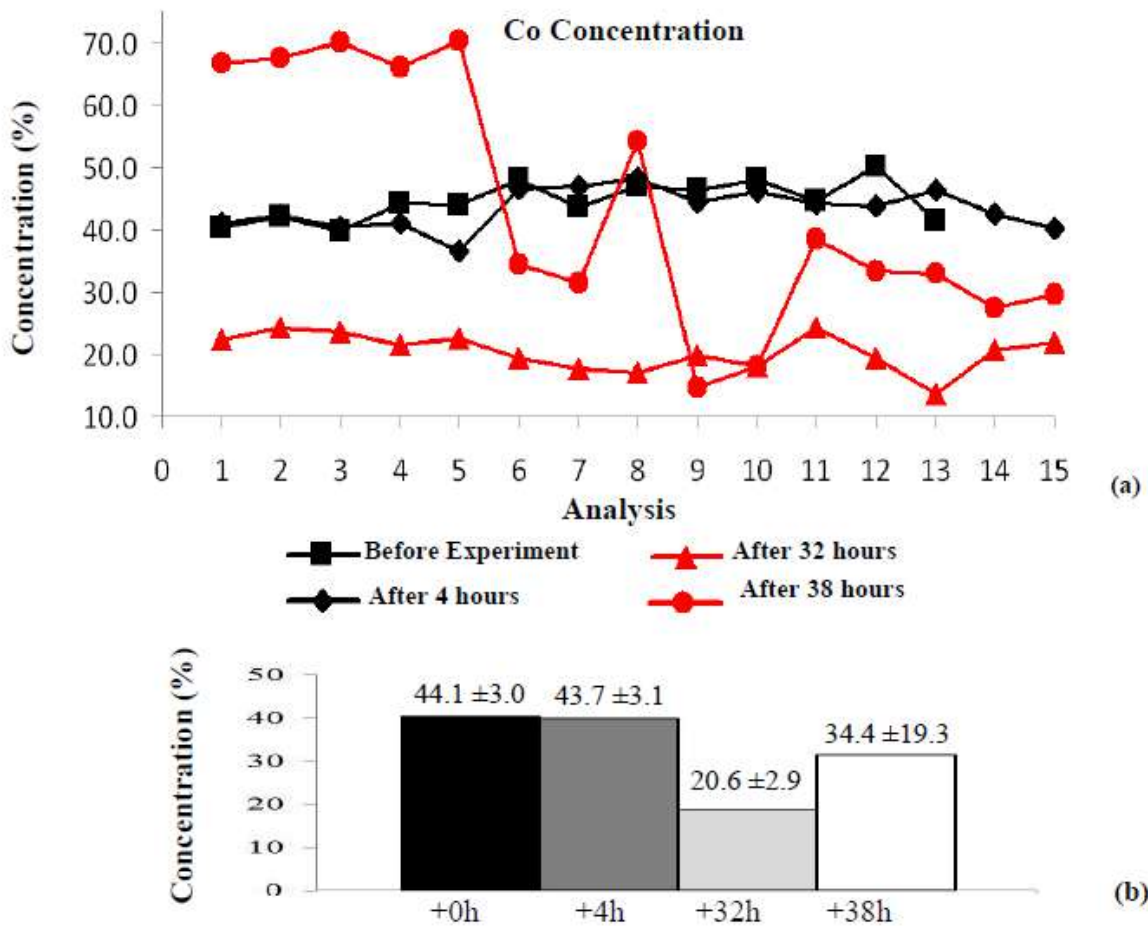 Co Concentration
Concentration (%)
70.0
60.0
50.0
40.0
30.0
20.0
10.0
0 1 2 3 4 5 6 7 8 9 10 11 12 13 14 15
Analysis
(a)
Before Experiment
After 32 hours
After 4 hours
After 38 hours
Concentration (%)
50
40
30
20
10
0
44.1 ±3.0
43.7 ±3.1
20.6 ±2.9
34.4 ±19.3
+0h +4h +32h +38h
(b)